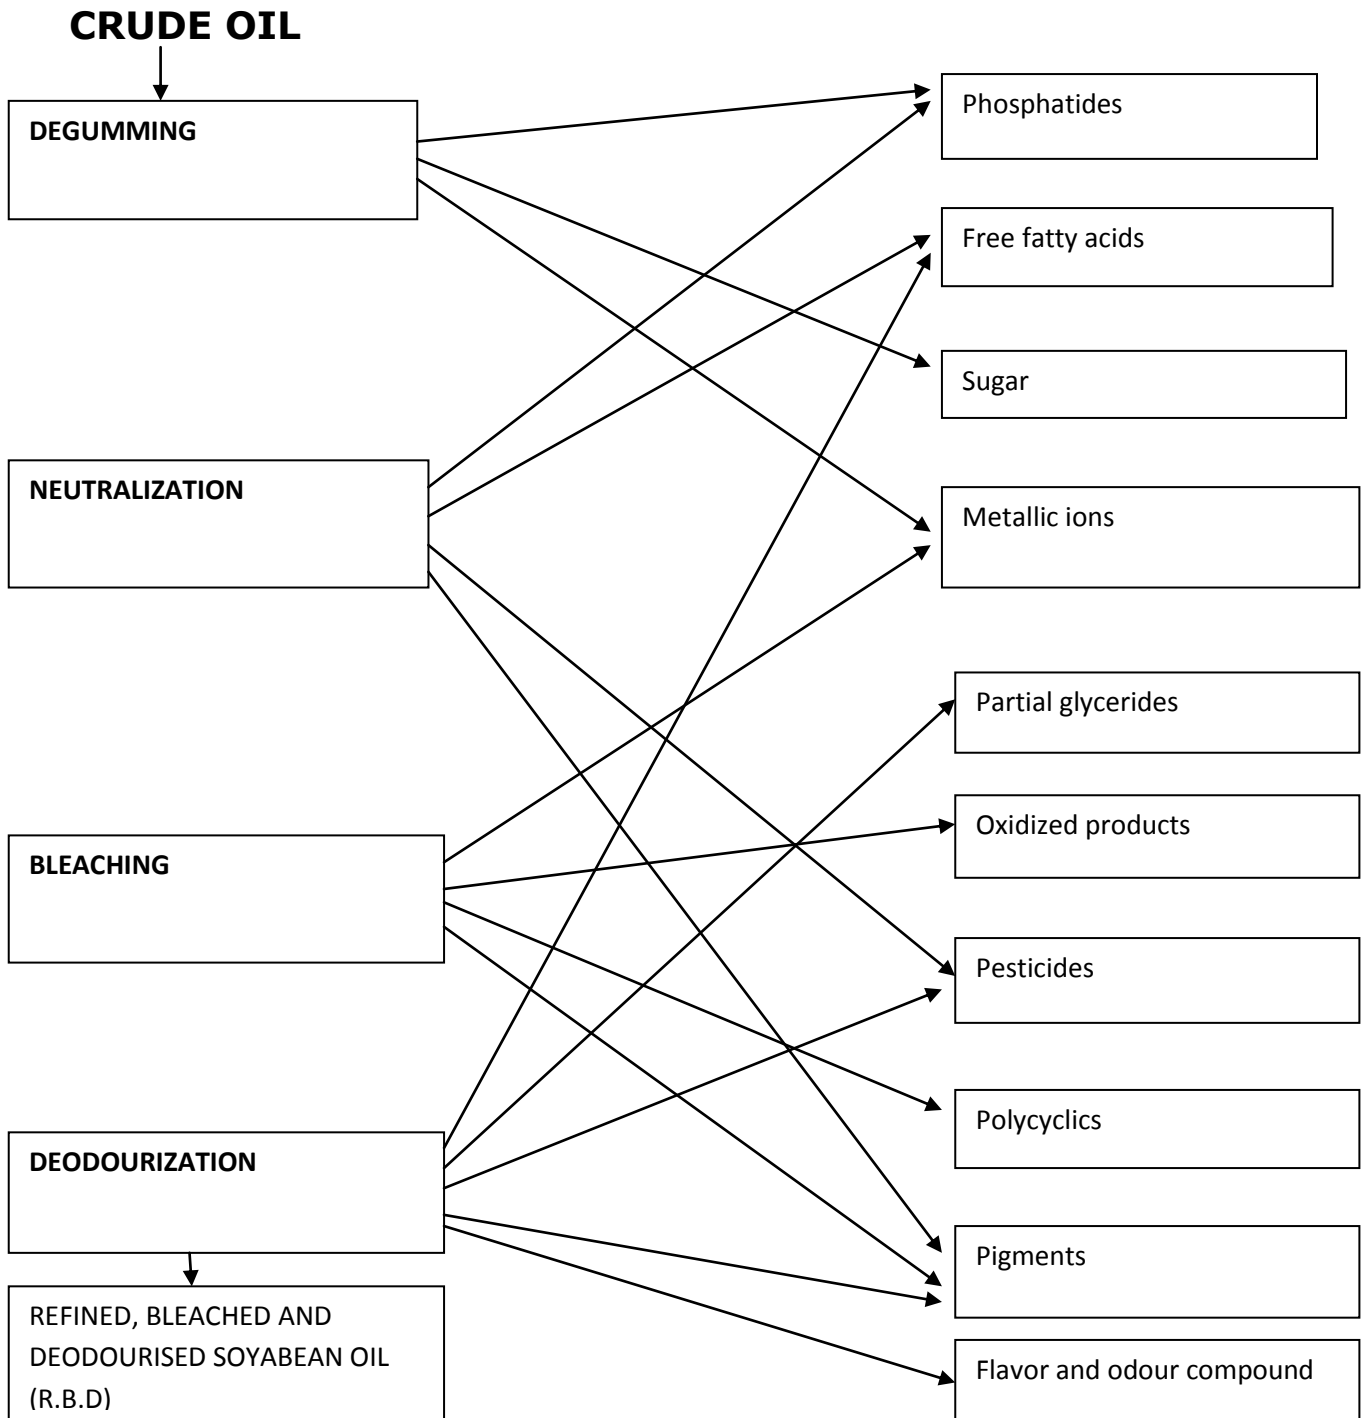 CRUDE OIL
DEGUMMING
Phosphatides
Free fatty acids
Sugar
NEUTRALIZATION
Metallic ions
Partial glycerides
Oxidized products
BLEACHING
Pesticides
Polycyclics
DEODOURIZATION
Pigments
REFINED, BLEACHED AND
DEODOURISED SOYABEAN OIL
(R.B.D)
Flavor and odour compound